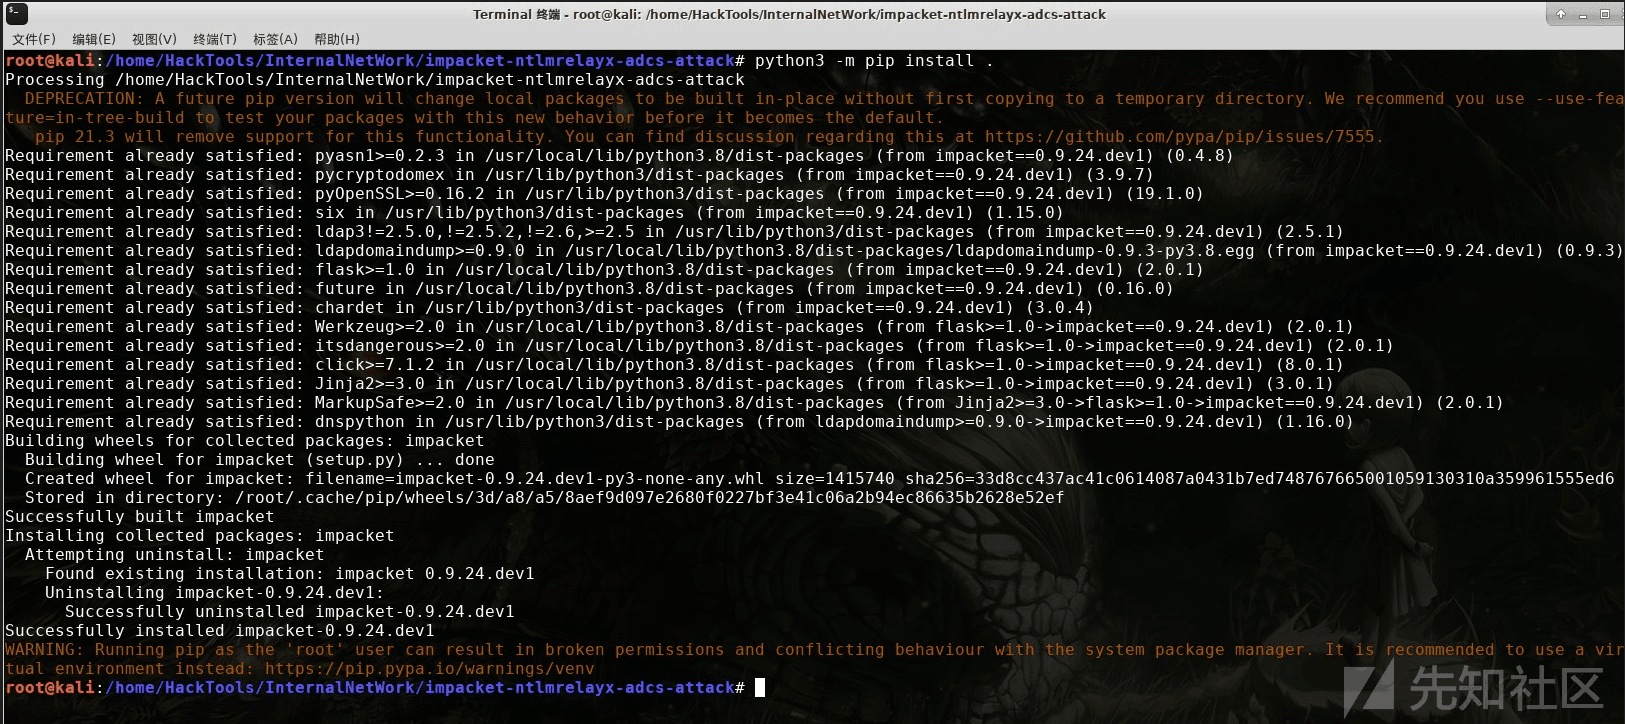 Terminal 终端 - root@kali: /home/HackTools/InternalNetWork/impacket-ntlmrelayx-adcs-attack
文件(F) 编辑(E) 视图(V) 终端(T) 标签(A) 帮助(H)
root@kali:/home/HackTools/InternalNetWork/impacket-ntlmrelayx-adcs-attack# python3 -m pip install .
Processing /home/HackTools/InternalNetWork/impacket-ntlmrelayx-adcs-attack
  DEPRECATION: A future pip version will change local packages to be built in-place without first copying to a temporary directory. We recommend you use --use-fea
ture=in-tree-build to test your packages with this new behavior before it becomes the default.
   pip 21.3 will remove support for this functionality. You can find discussion regarding this at https://github.com/pypa/pip/issues/7555.
Requirement already satisfied: pyasn1>=0.2.3 in /usr/local/lib/python3.8/dist-packages (from impacket==0.9.24.dev1) (0.4.8)
Requirement already satisfied: pycryptodomex in /usr/lib/python3/dist-packages (from impacket==0.9.24.dev1) (3.9.7)
Requirement already satisfied: pyOpenSSL>=0.16.2 in /usr/lib/python3/dist-packages (from impacket==0.9.24.dev1) (19.1.0)
Requirement already satisfied: six in /usr/lib/python3/dist-packages (from impacket==0.9.24.dev1) (1.15.0)
Requirement already satisfied: ldap3!=2.5.0,!=2.5.2,!=2.6,>=2.5 in /usr/lib/python3/dist-packages (from impacket==0.9.24.dev1) (2.5.1)
Requirement already satisfied: ldapdomaindump>=0.9.0 in /usr/local/lib/python3.8/dist-packages/ldapdomaindump-0.9.3-py3.8.egg (from impacket==0.9.24.dev1) (0.9.3)
Requirement already satisfied: flask>=1.0 in /usr/local/lib/python3.8/dist-packages (from impacket==0.9.24.dev1) (2.0.1)
Requirement already satisfied: future in /usr/local/lib/python3.8/dist-packages (from impacket==0.9.24.dev1) (0.16.0)
Requirement already satisfied: chardet in /usr/lib/python3/dist-packages (from impacket==0.9.24.dev1) (3.0.4)
Requirement already satisfied: Werkzeug>=2.0 in /usr/local/lib/python3.8/dist-packages (from flask>=1.0->impacket==0.9.24.dev1) (2.0.1)
Requirement already satisfied: itsdangerous>=2.0 in /usr/local/lib/python3.8/dist-packages (from flask>=1.0->impacket==0.9.24.dev1) (2.0.1)
Requirement already satisfied: click>=7.1.2 in /usr/local/lib/python3.8/dist-packages (from flask>=1.0->impacket==0.9.24.dev1) (8.0.1)
Requirement already satisfied: Jinja2>=3.0 in /usr/local/lib/python3.8/dist-packages (from flask>=1.0->impacket==0.9.24.dev1) (3.0.1)
Requirement already satisfied: MarkupSafe>=2.0 in /usr/local/lib/python3.8/dist-packages (from Jinja2>=3.0->flask>=1.0->impacket==0.9.24.dev1) (2.0.1)
Requirement already satisfied: dnspython in /usr/lib/python3/dist-packages (from ldapdomaindump>=0.9.0->impacket==0.9.24.dev1) (1.16.0)
Building wheels for collected packages: impacket
  Building wheel for impacket (setup.py) ... done
  Created wheel for impacket: filename=impacket-0.9.24.dev1-py3-none-any.whl size=1415740 sha256=33d8cc437ac41c0614087a0431b7ed7487676665001059130310a359961555ed6
  Stored in directory: /root/.cache/pip/wheels/3d/a8/a5/8aef9d097e2680f0227bf3e41c06a2b94ec86635b2628e52ef
Successfully built impacket
Installing collected packages: impacket
  Attempting uninstall: impacket
    Found existing installation: impacket 0.9.24.dev1
    Uninstalling impacket-0.9.24.dev1:
      Successfully uninstalled impacket-0.9.24.dev1
Successfully installed impacket-0.9.24.dev1
WARNING: Running pip as the 'root' user can result in broken permissions and conflicting behaviour with the system package manager. It is recommended to use a vir
tual environment instead: https://pip.pypa.io/warnings/venv
root@kali:/home/HackTools/InternalNetWork/impacket-ntlmrelayx-adcs-attack#
先知社区